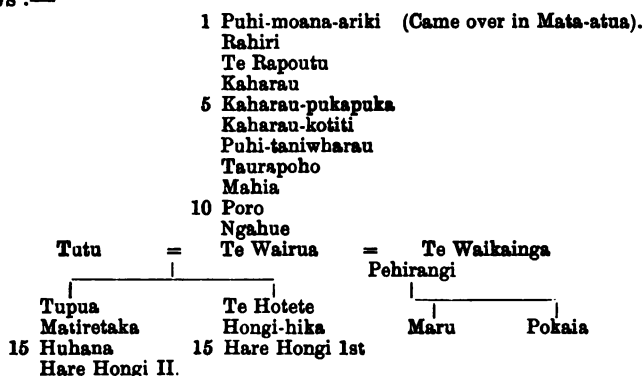 1 Puhi-moana-ariki (Came over in Mata-atua).
Rahiri
Te Rapoutu
Kaharau
5 Kaharau-pukapuka
Kaharau-kotiti
Puhi-taniwharau
Taurapoho
Mahia
10 Poro
Ngahue
Tutu = Te Wairua = Te Waikainga
Pehirangi
Tupua Te Hotete
Matiretaka Hongi-hika Maru Pokaia
15 Huhana 15 Hare Hongi 1st
Hare Hongi II.